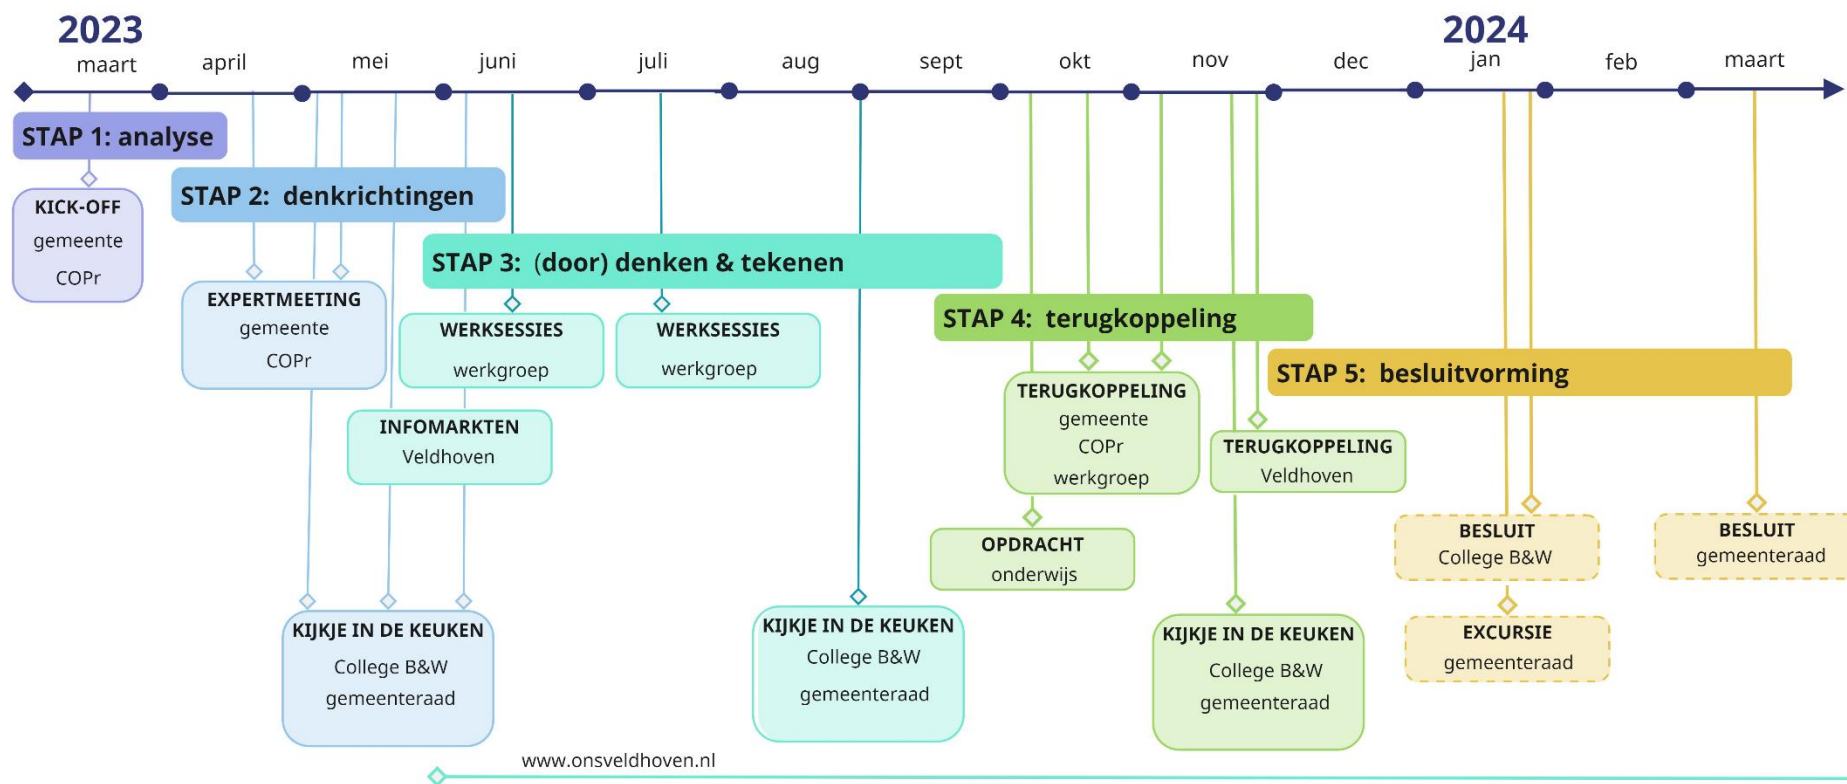 2023
2024
maart
april
mei
juni
juli
aug
sept
okt
nov
dec
jan
feb
maart
STAP 1: analyse
KICK-OFF
gemeente
COPr
STAP 2: denkrichtingen
EXPERTMEETING
gemeente
COPr
KIJKJE IN DE KEUKEN
College B&W
gemeenteraad
STAP 3: (door) denken & tekenen
WERKSESSIES
werkgroep
WERKSESSIES
werkgroep
INFOMARKTEN
Veldhoven
KIJKJE IN DE KEUKEN
College B&W
gemeenteraad
STAP 4: terugkoppeling
TERUGKOPPELING
gemeente
COPr
werkgroep
TERUGKOPPELING
Veldhoven
OPDRACHT
onderwijs
KIJKJE IN DE KEUKEN
College B&W
gemeenteraad
STAP 5: besluitvorming
BESLUIT
College B&W
BESLUIT
gemeenteraad
EXCURSIE
gemeenteraad
www.onsveldhoven.nl